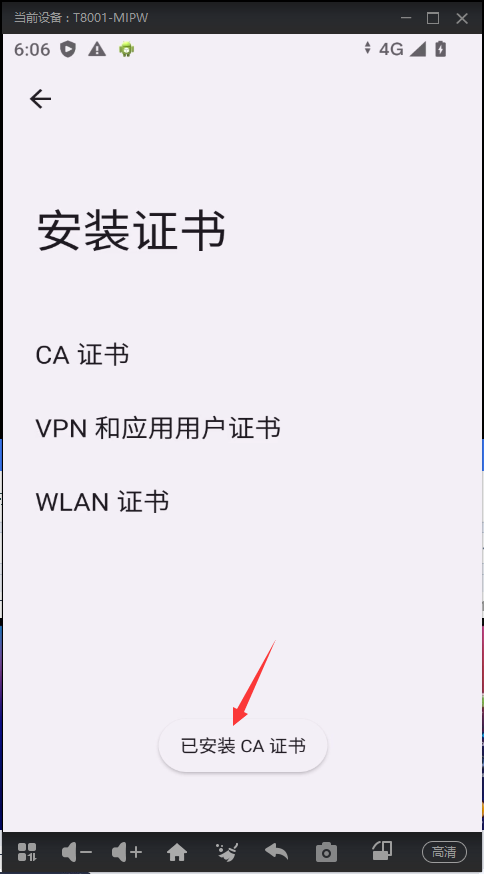 当前设备：T8001-MIPW
6:06 4G
安装证书
CA 证书
VPN 和应用用户证书
WLAN 证书
已安装 CA 证书
高清